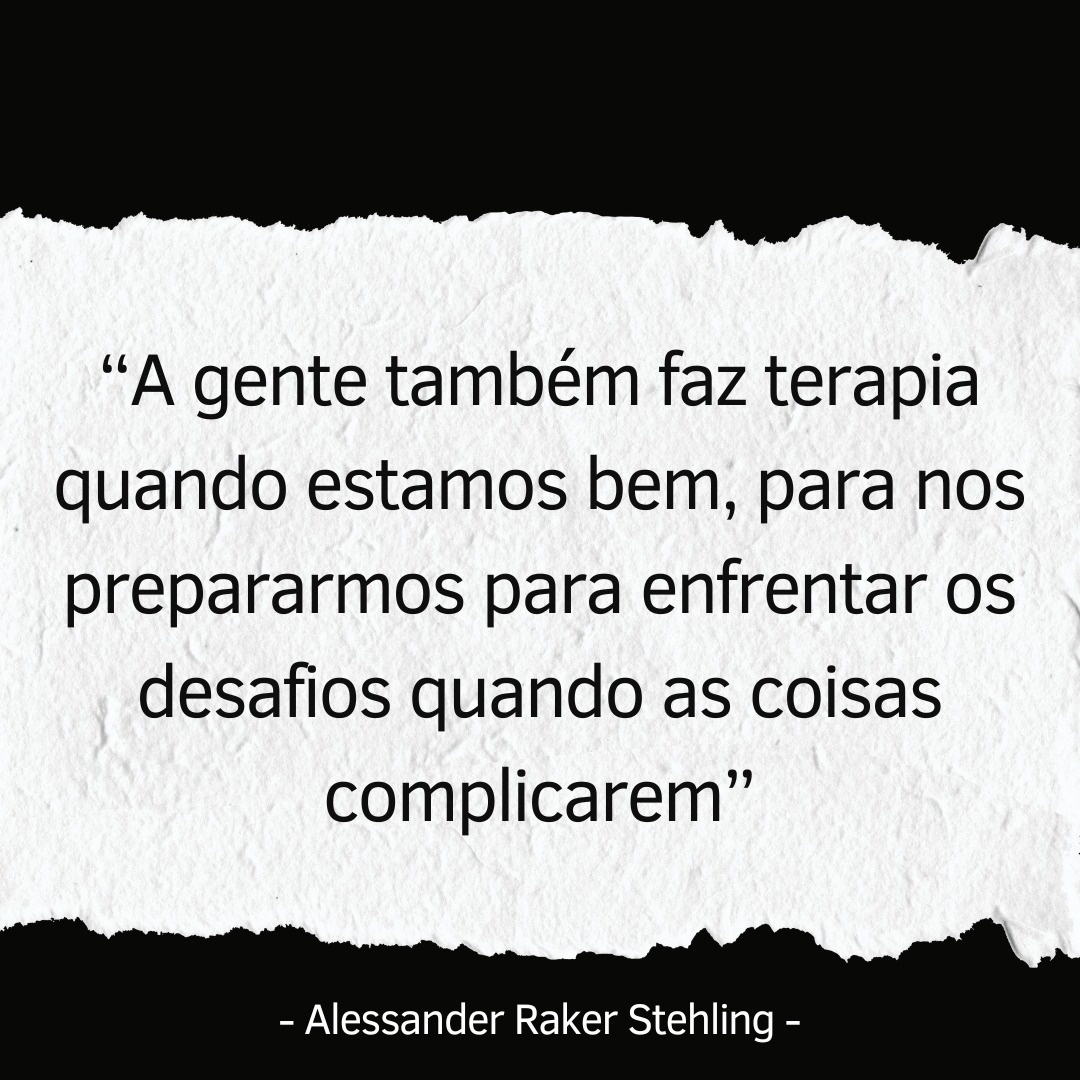 “A gente também faz terapia
quando estamos bem, para nos
prepararmos para enfrentar os
desafios quando as coisas
complicarem”
- Alessander Raker Stehling -